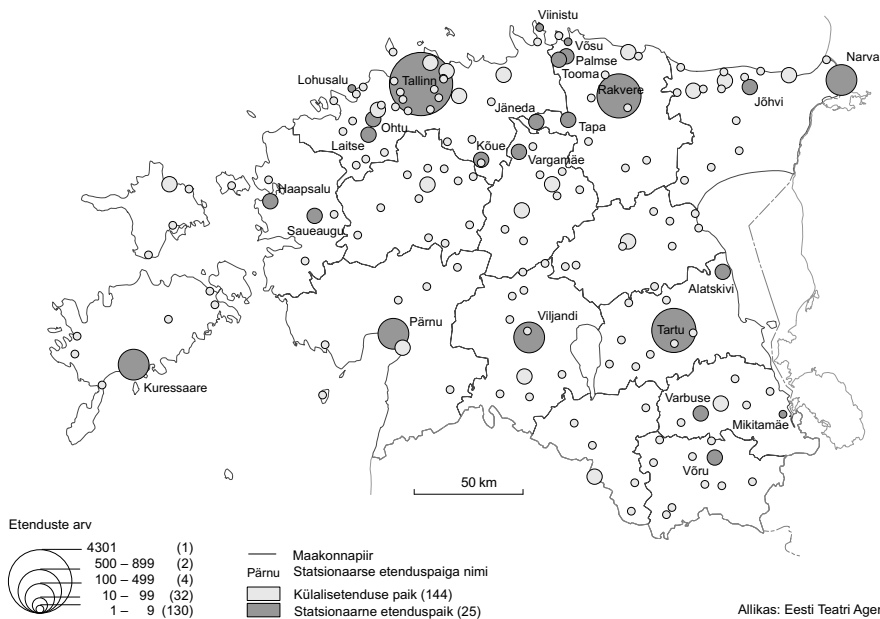 Viinistu
Võsu
Palmse
Tooma
Narva
Lohusalu
Tallinn
Rakvere
Jõhvi
Jäneda
Tapa
Ohtu
Laitse
Kõue
Vargamäe
Haapsalu
Saueaugu
Alatskivi
Pärnu
Viljandi
Tartu
Kuressaare
Varbuse
Mikitamäe
Võru
50 km
Etenduste arv
4301 (1)
500 – 899 (2)
100 – 499 (4)
10 – 99 (32)
1 – 9 (130)
Maakonnapiir
Pärnu Statsionaarse etenduspaiga nimi
Külalisetenduse paik (144)
Statsionaarne etenduspaik (25)
Allikas: Eesti Teatri Agen